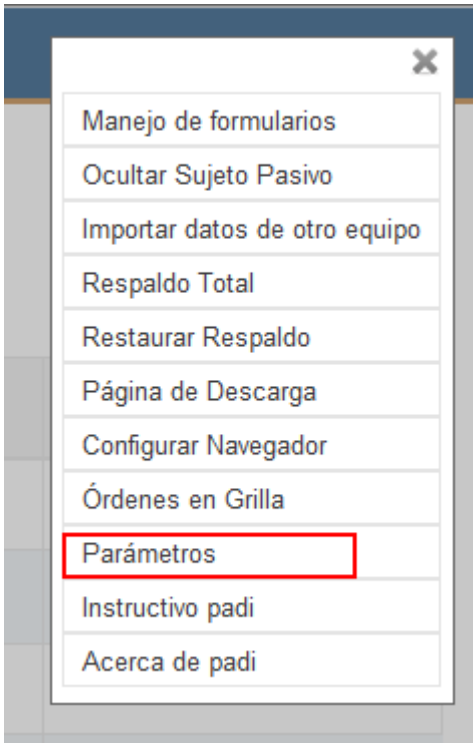 Manejo de formularios
Ocultar Sujeto Pasivo
Importar datos de otro equipo
Respaldo Total
Restaurar Respaldo
Página de Descarga
Configurar Navegador
Órdenes en Grilla
Parámetros
Instructivo padi
Acerca de padi